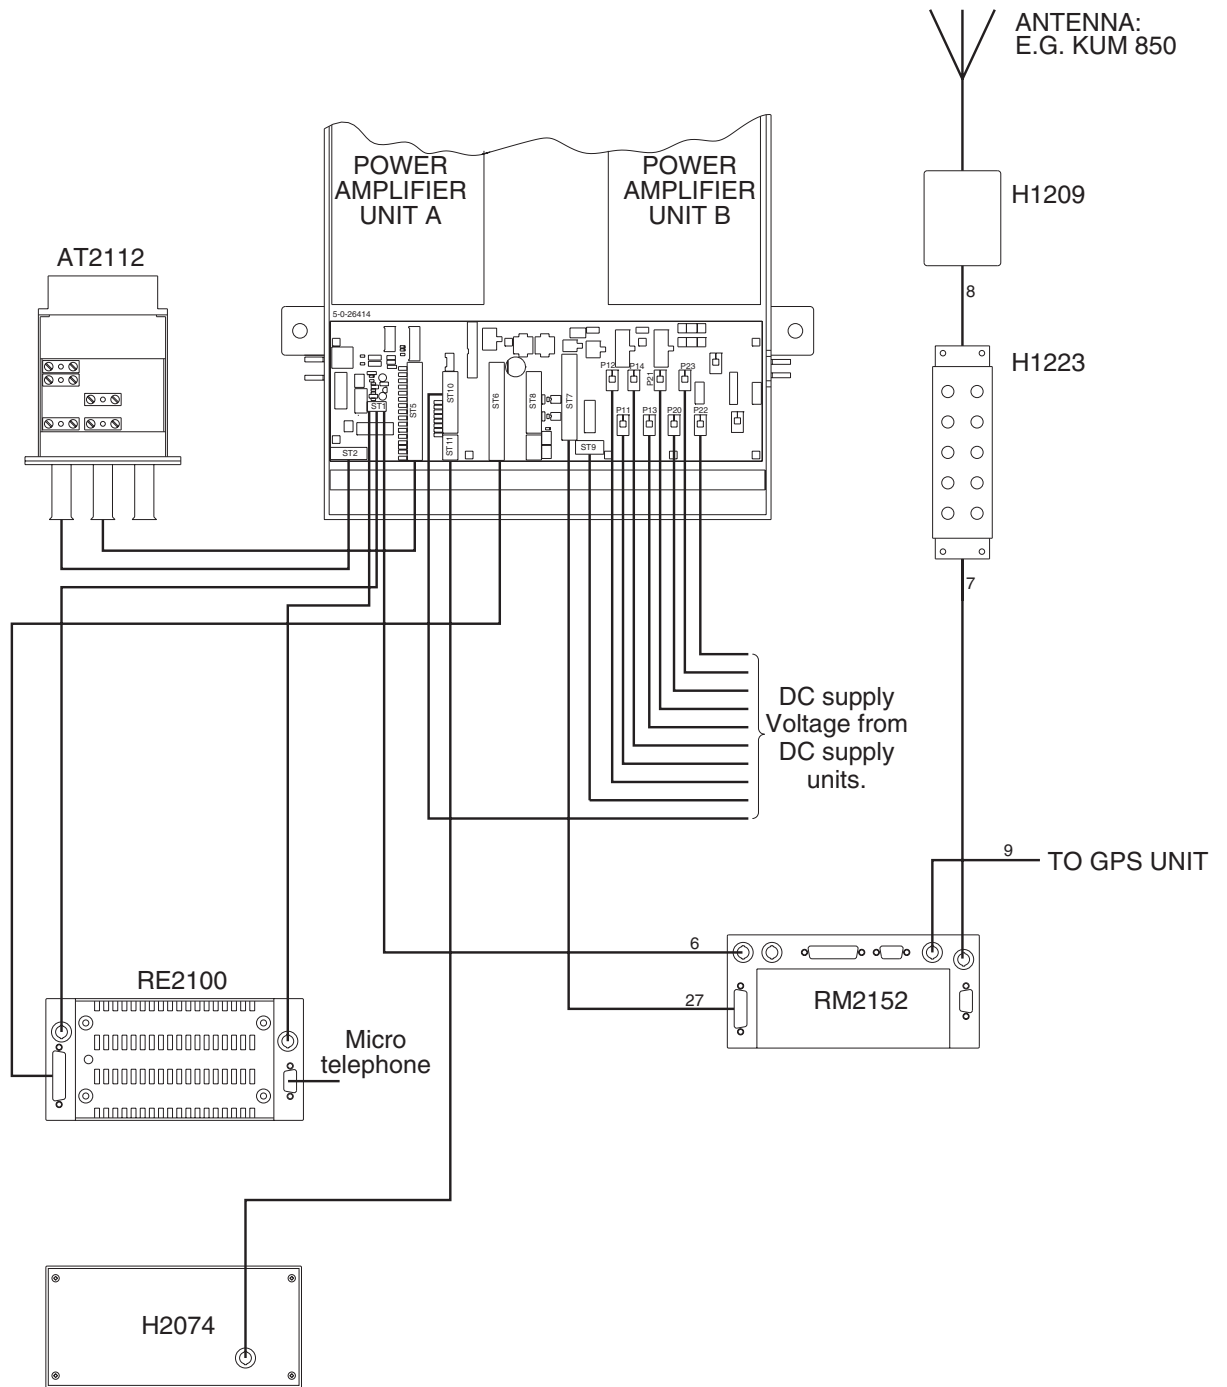 ANTENNA:
E.G. KUM 850
POWER
AMPLIFIER
UNIT A
POWER
AMPLIFIER
UNIT B
H1209
AT2112
8
5-0-26414
H1223
P12
P14
P21
P23
ST1
ST5
ST10
ST6
ST8
ST7
P11
P13
P20
P22
ST2
ST11
ST9
7
DC supply
Voltage from
DC supply
units.
9
TO GPS UNIT
6
RE2100
27
RM2152
Micro
telephone
H2074